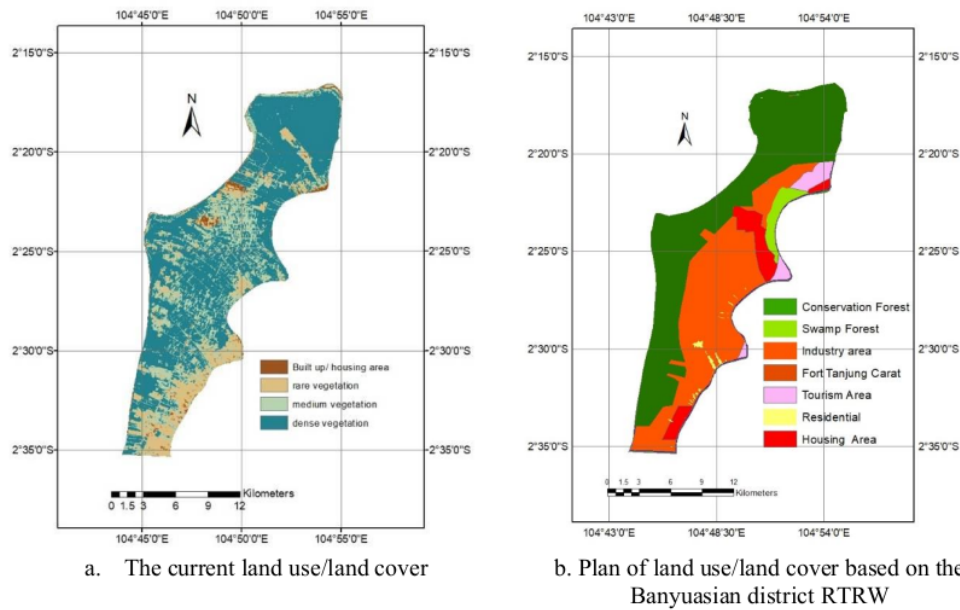 104°45'0"E 104°50'0"E 104°55'0"E
2°15'0"S 2°15'0"S
N
2°20'0"S 2°20'0"S
2°25'0"S 2°25'0"S
2°30'0"S 2°30'0"S
2°35'0"S 2°35'0"S
Built up/ housing area
rare vegetation
medium vegetation
dense vegetation
Kilometers
0 1.5 3 6 9 12
104°45'0"E 104°50'0"E 104°55'0"E
a. The current land use/land cover
104°43'0"E 104°48'30"E 104°54'0"E
2°15'0"S 2°15'0"S
N
2°20'0"S 2°20'0"S
2°25'0"S 2°25'0"S
2°30'0"S 2°30'0"S
2°35'0"S 2°35'0"S
Conservation Forest
Swamp Forest
Industry area
Fort Tanjung Carat
Tourism Area
Residential
Housing Area
0 1.5 3 6 9 12
Kilometers
104°43'0"E 104°48'30"E 104°54'0"E
b. Plan of land use/land cover based on the
Banyuasian district RTRW